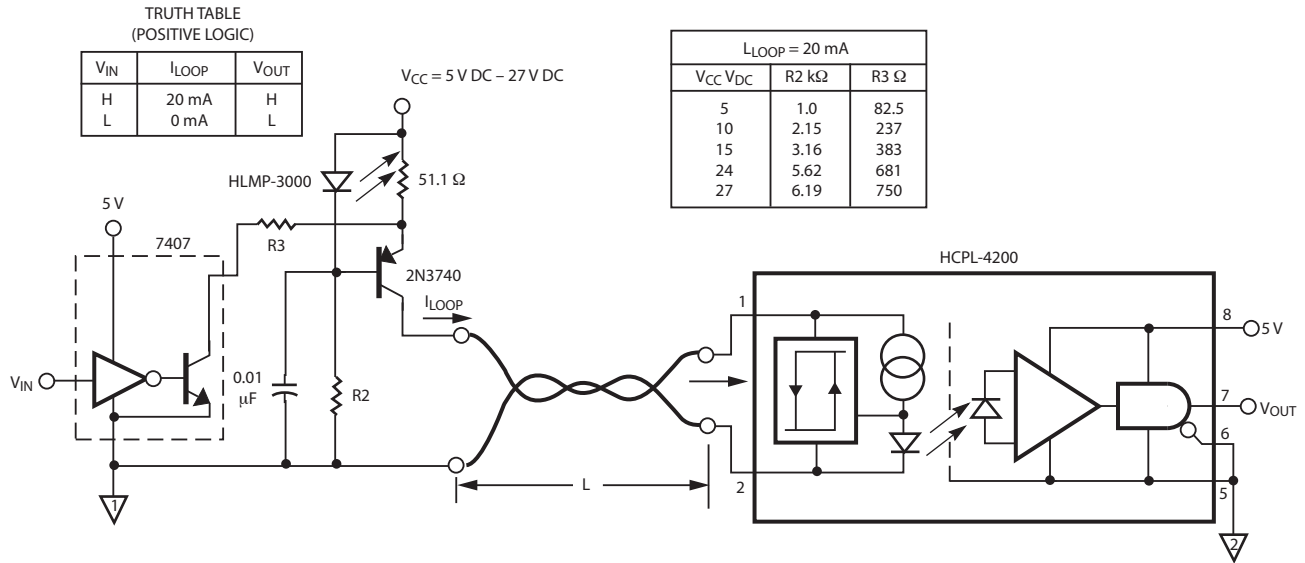 TRUTH TABLE
(POSITIVE LOGIC)
VIN ILOOP VOUT
H 20 mA H
L 0 mA L
VCC = 5 V DC – 27 V DC
LLOOP = 20 mA
VCC VDC R2 kΩ R3 Ω
5 1.0 82.5
10 2.15 237
15 3.16 383
24 5.62 681
27 6.19 750
HLMP-3000
51.1 Ω
5 V
R3
7407
2N3740
ILOOP
HCPL-4200
1
8
5 V
VIN
0.01
µF
R2
7
VOUT
6
L
2
5
1
2